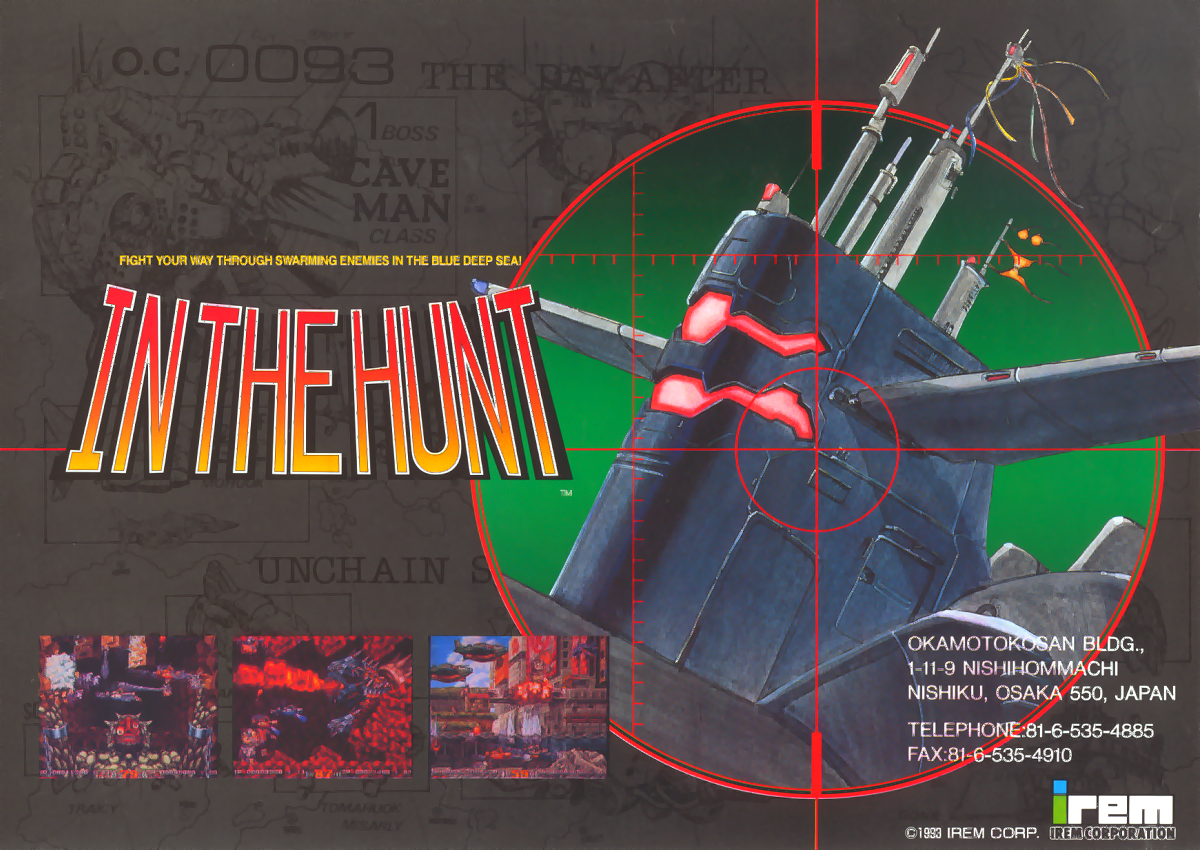 O.C. 0093 THE DAY AFTER
1 BOSS
CAVE
MAN
CLASS
FIGHT YOUR WAY THROUGH SWARMING ENEMIES IN THE BLUE DEEP SEA!
IN THE HUNT
TM
UNCHAIN S
OKAMOTOKOSAN BLDG.,
1-11-9 NISHIHOMMACHI
NISHIKU, OSAKA 550, JAPAN
TELEPHONE:81-6-535-4885
FAX:81-6-535-4910
TOMAHUOK
irem
©1993 IREM CORP. IREM CORPORATION